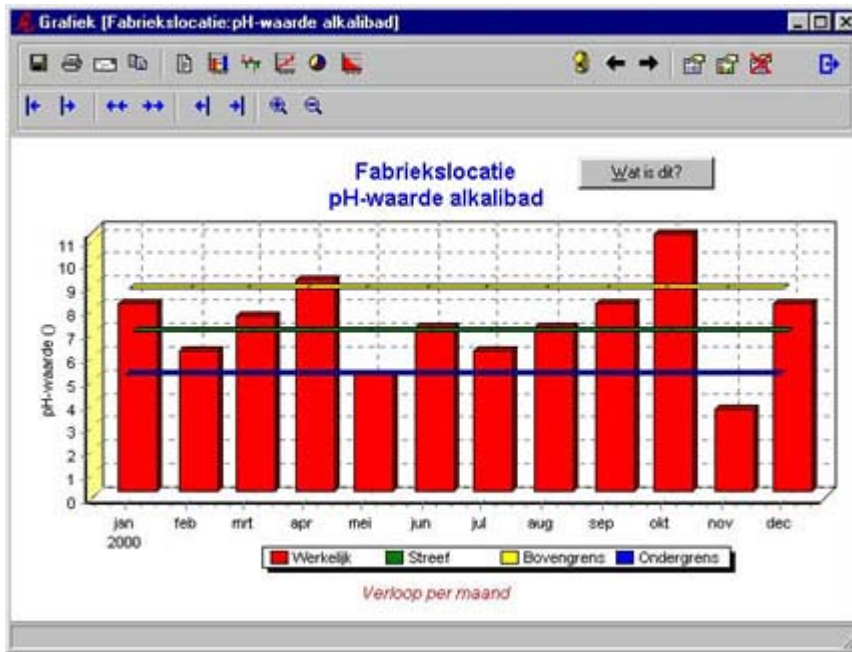 Grafiek [Fabriekslocatie:pH-waarde alkalibad]
Fabriekslocatie
pH-waarde alkalibad
Wat is dit?
pH-waarde ()
11
10
9
8
7
6
5
4
3
2
1
0
jan feb mrt apr mei jun jul aug sep okt nov dec
2000
Werkelijk Streef Bovengrens Ondergrens
Verloop per maand